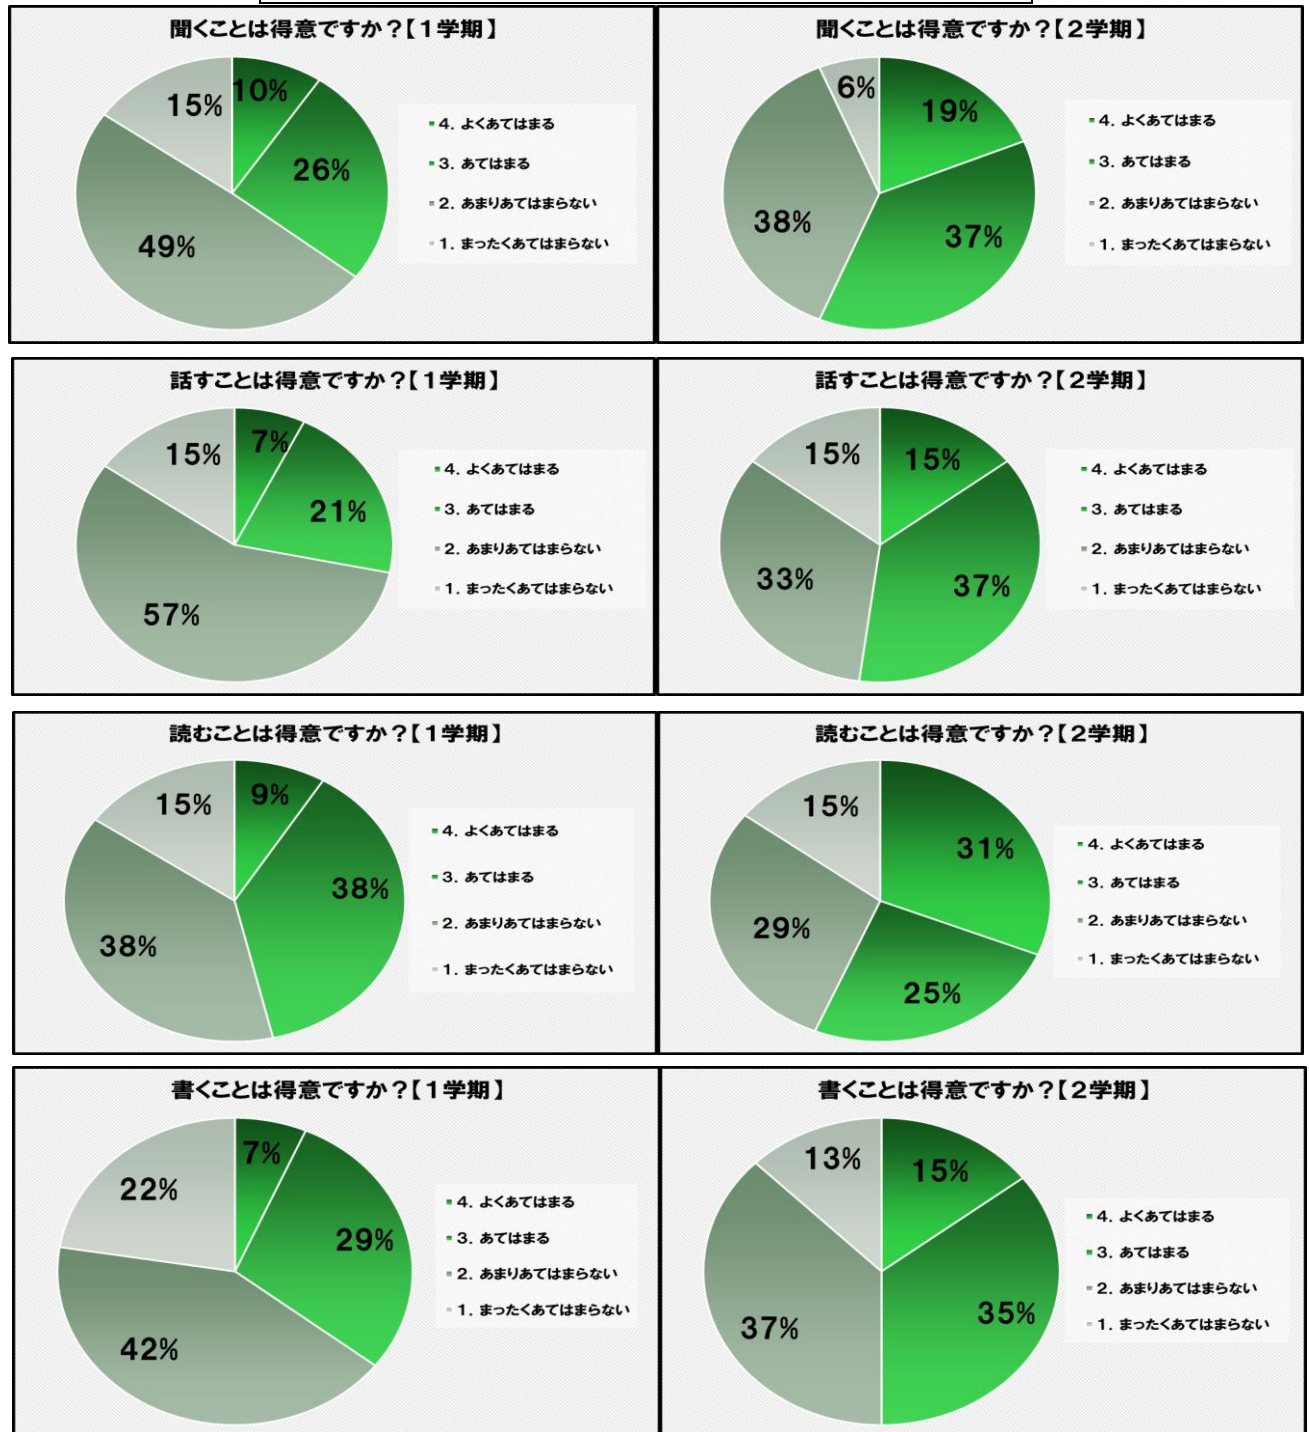 聞くことは得意ですか？【１学期】
10%
26%
49%
15%
4．よくあてはまる
3．あてはまる
2．あまりあてはまらない
1．まったくあてはまらない
聞くことは得意ですか？【２学期】
19%
37%
38%
6%
4．よくあてはまる
3．あてはまる
2．あまりあてはまらない
1．まったくあてはまらない
話すことは得意ですか？【１学期】
7%
21%
57%
15%
4．よくあてはまる
3．あてはまる
2．あまりあてはまらない
1．まったくあてはまらない
話すことは得意ですか？【２学期】
15%
37%
33%
15%
4．よくあてはまる
3．あてはまる
2．あまりあてはまらない
1．まったくあてはまらない
読むことは得意ですか？【１学期】
9%
38%
38%
15%
4．よくあてはまる
3．あてはまる
2．あまりあてはまらない
1．まったくあてはまらない
読むことは得意ですか？【２学期】
31%
25%
29%
15%
4．よくあてはまる
3．あてはまる
2．あまりあてはまらない
1．まったくあてはまらない
書くことは得意ですか？【１学期】
7%
29%
42%
22%
4．よくあてはまる
3．あてはまる
2．あまりあてはまらない
1．まったくあてはまらない
書くことは得意ですか？【２学期】
15%
35%
37%
13%
4．よくあてはまる
3．あてはまる
2．あまりあてはまらない
1．まったくあてはまらない